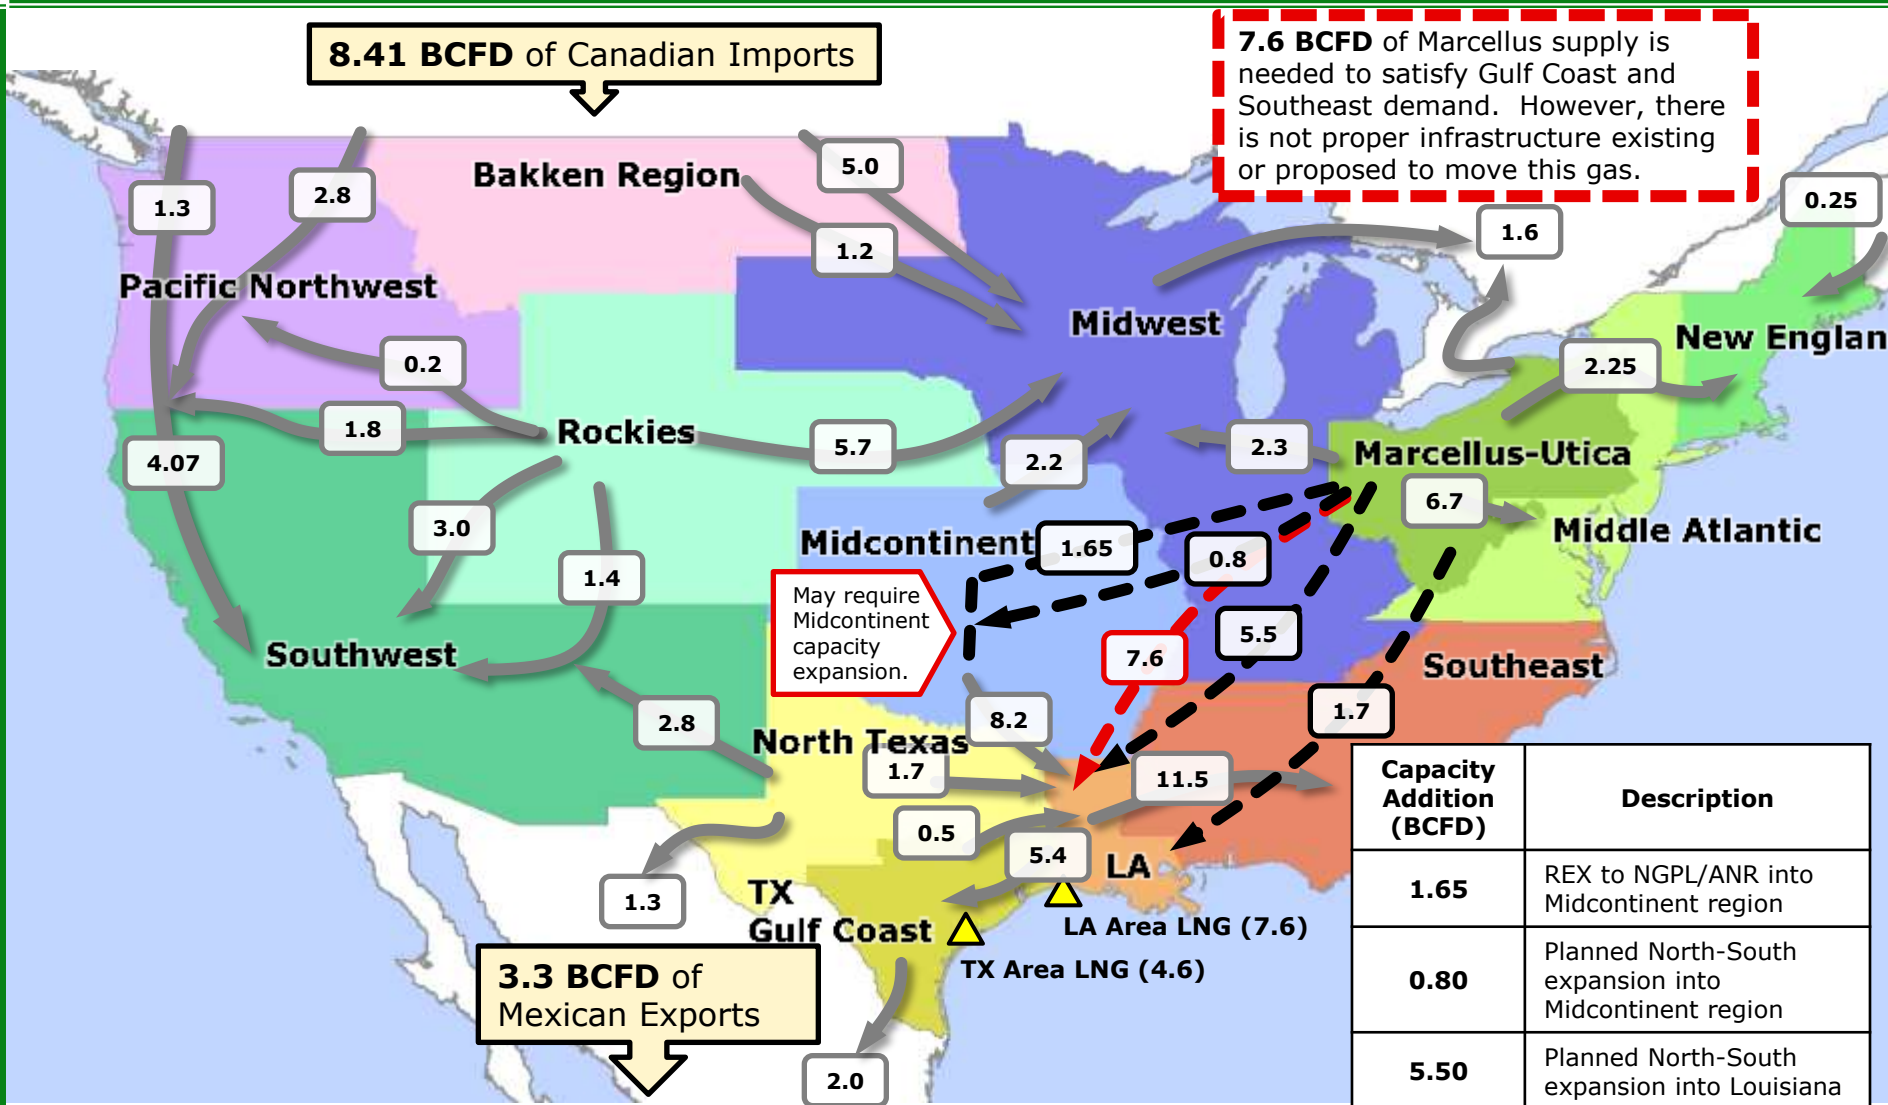 8.41 BCFD of Canadian Imports
7.6 BCFD of Marcellus supply is
needed to satisfy Gulf Coast and
Southeast demand. However, there
is not proper infrastructure existing
or proposed to move this gas.
Bakken Region
5.0
1.3
2.8
0.25
1.2
1.6
Pacific Northwest
Midwest
New Englan
0.2
2.25
1.8
Rockies
5.7
2.2
2.3
Marcellus-Utica
4.07
3.0
6.7
Midcontinent
1.65
0.8
Middle Atlantic
1.4
May require
Midcontinent
capacity
expansion.
5.5
7.6
Southwest
Southeast
2.8
8.2
1.7
North Texas
1.7
11.5
0.5
5.4
LA
1.3
TX
Gulf Coast
LA Area LNG (7.6)
TX Area LNG (4.6)
3.3 BCFD of
Mexican Exports
2.0
Capacity
Addition
(BCFD)
Description
1.65
REX to NGPL/ANR into
Midcontinent region
0.80
Planned North-South
expansion into
Midcontinent region
5.50
Planned North-South
expansion into Louisiana